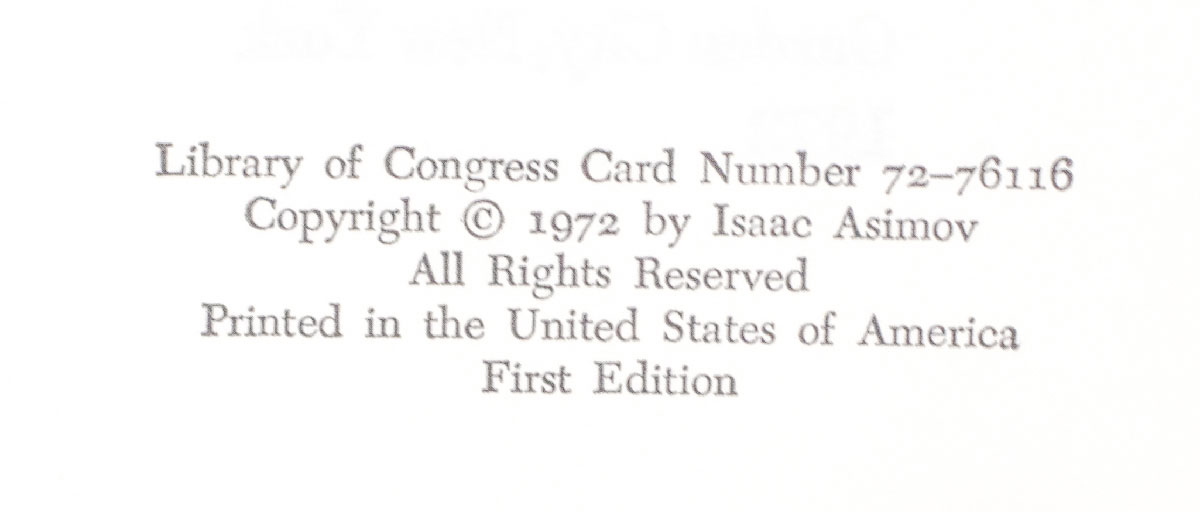 Library of Congress Card Number 72–76116
Copyright © 1972 by Isaac Asimov
All Rights Reserved
Printed in the United States of America
First Edition